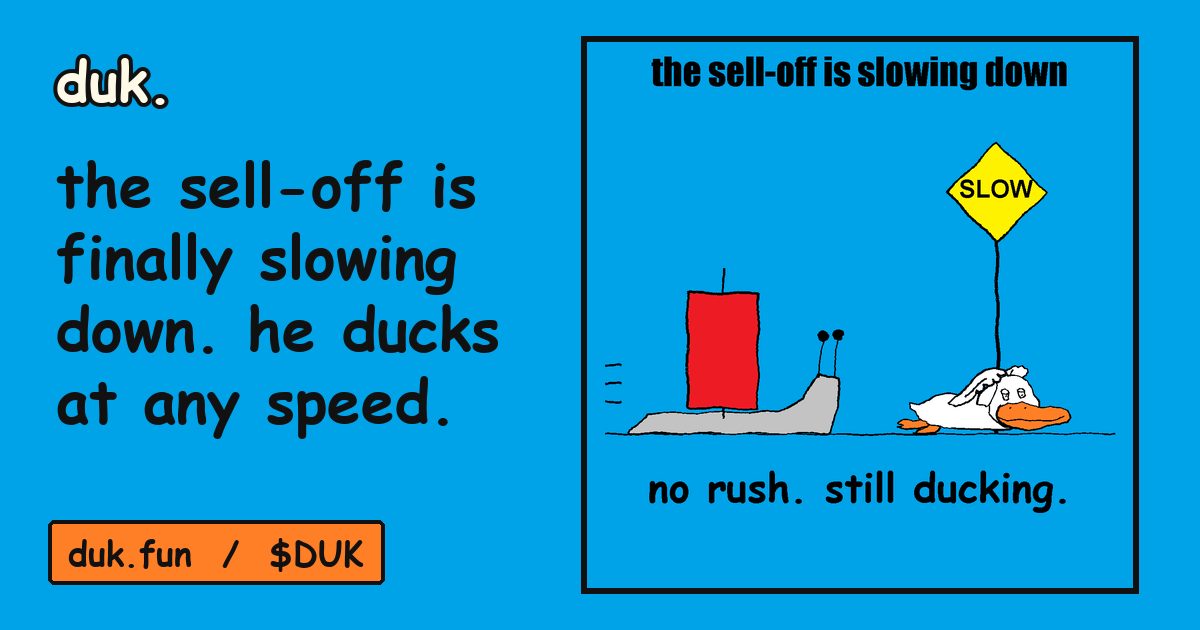 duk.
the sell-off is
finally slowing
down. he ducks
at any speed.
duk.fun / $DUK
the sell-off is slowing down
SLOW
no rush. still ducking.